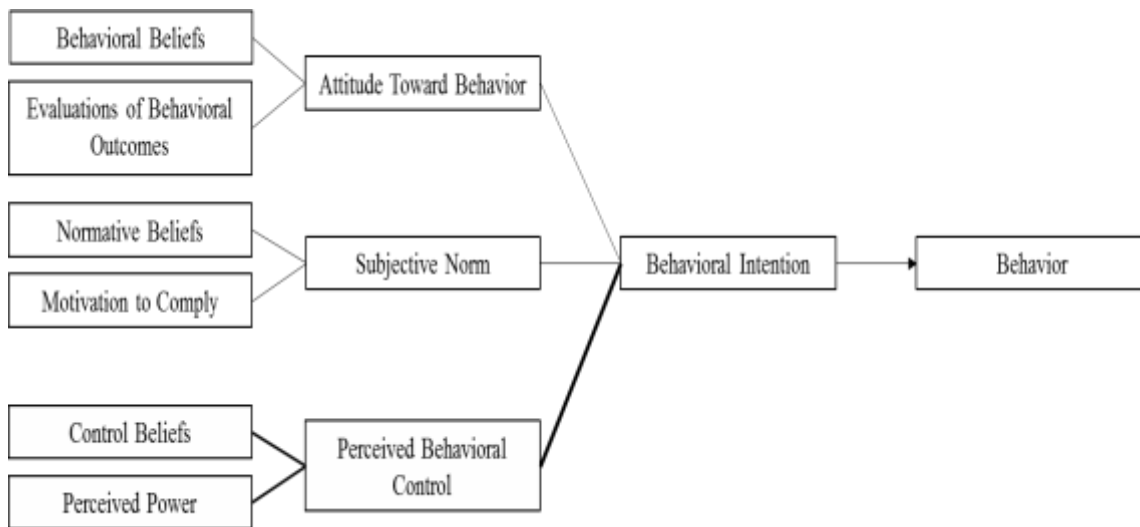 Behavioral Beliefs
Evaluations of Behavioral
Outcomes
Attitude Toward Behavior
Normative Beliefs
Motivation to Comply
Subjective Norm
Behavioral Intention
Behavior
Control Beliefs
Perceived Power
Perceived Behavioral
Control